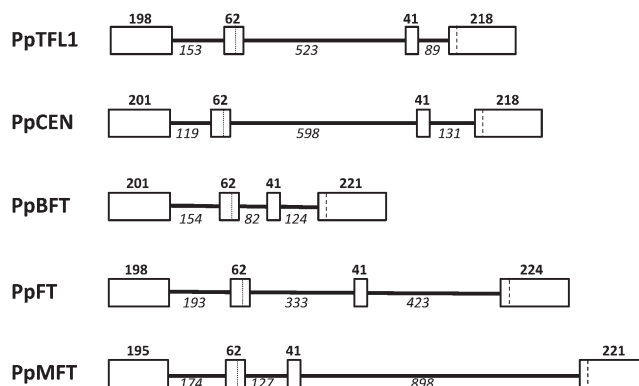 198 62 41 218
PpTFL1
153 523 89
201 62 41 218
PpCEN
119 598 131
201 62 41 221
PpBFT
154 82 124
198 62 41 224
PpFT
193 333 423
195 62 41 221
PpMFT
174 127 898